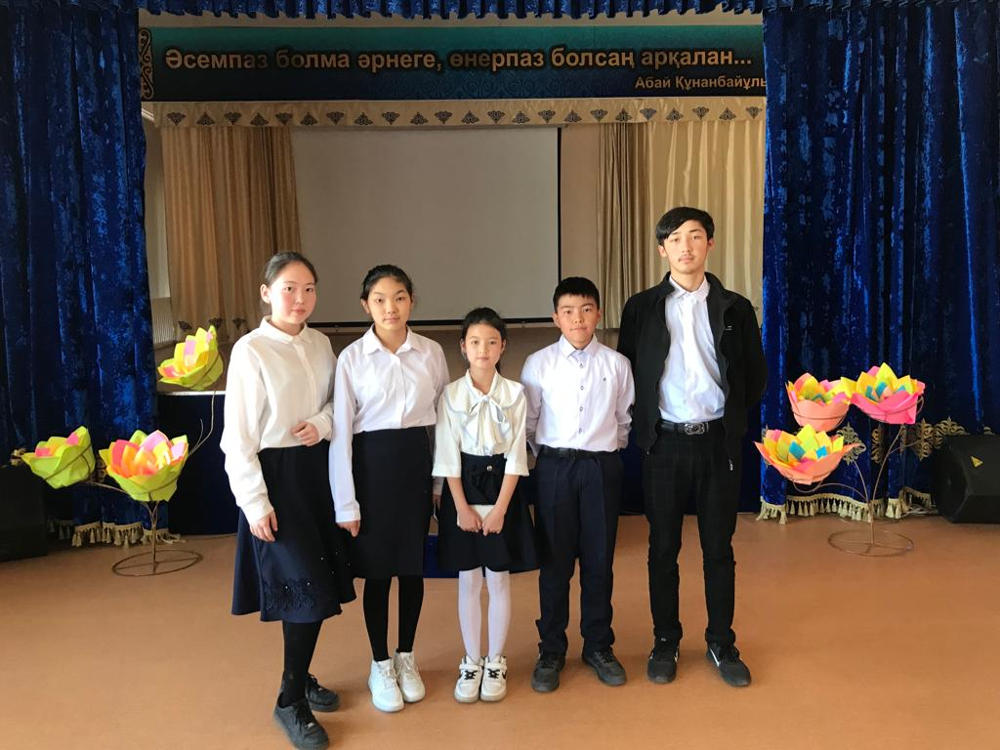 Әсемпаз болма әрнеге, өнерпаз болсаң арқалан...
Абай Құнанбайұлы